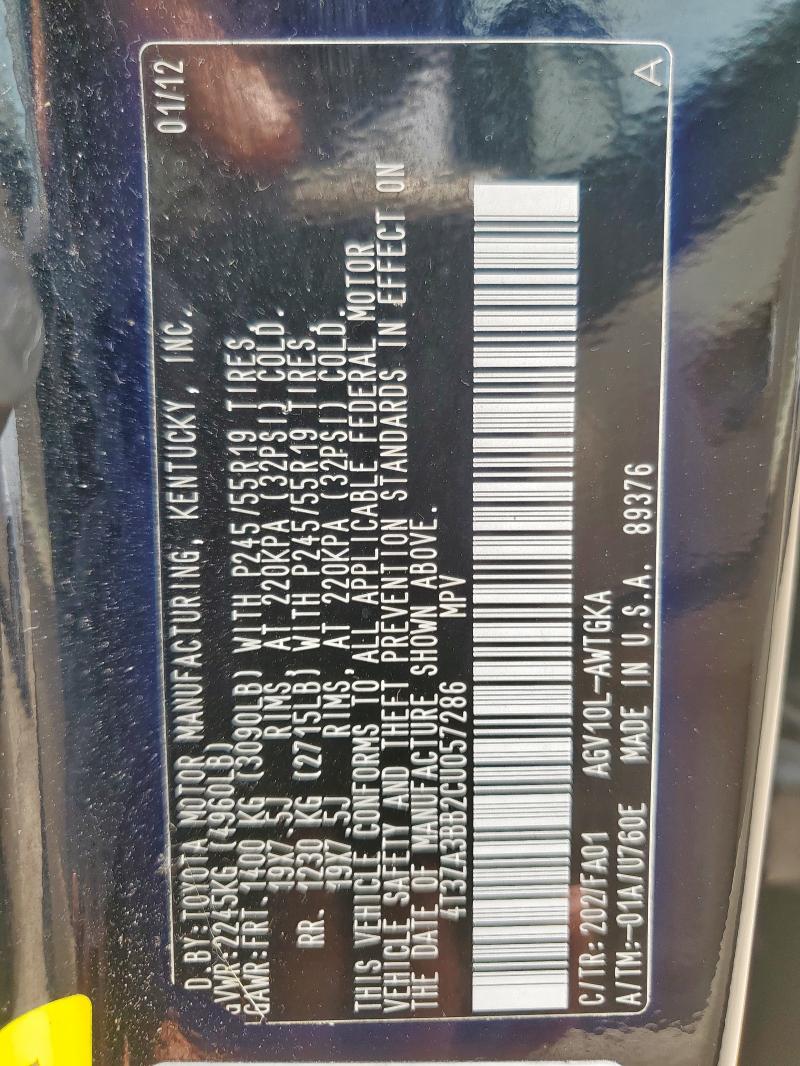 D. BY: TOYOTA MOTOR MANUFACTURING, KENTUCKY, INC. 01/12
GVWR:2245KG (4960LB)
GAWR:FRT. 1400 KG (3090LB) WITH P245/55R19 TIRES,
19X7.5J RIMS, AT 220KPA (32PSI) COLD.
RR. 1230 KG (2715LB) WITH P245/55R19 TIRES,
19X7.5J RIMS, AT 220KPA (32PSI) COLD.
THIS VEHICLE CONFORMS TO ALL APPLICABLE FEDERAL MOTOR
VEHICLE SAFETY AND THEFT PREVENTION STANDARDS IN EFFECT ON
THE DATE OF MANUFACTURE SHOWN ABOVE.
4T3ZA3BB2CU057286 MPV
C/TR: 202/FA01 AGV10L-AWTGKA
A/TM:-01A/U760E MADE IN U.S.A. 89376 A